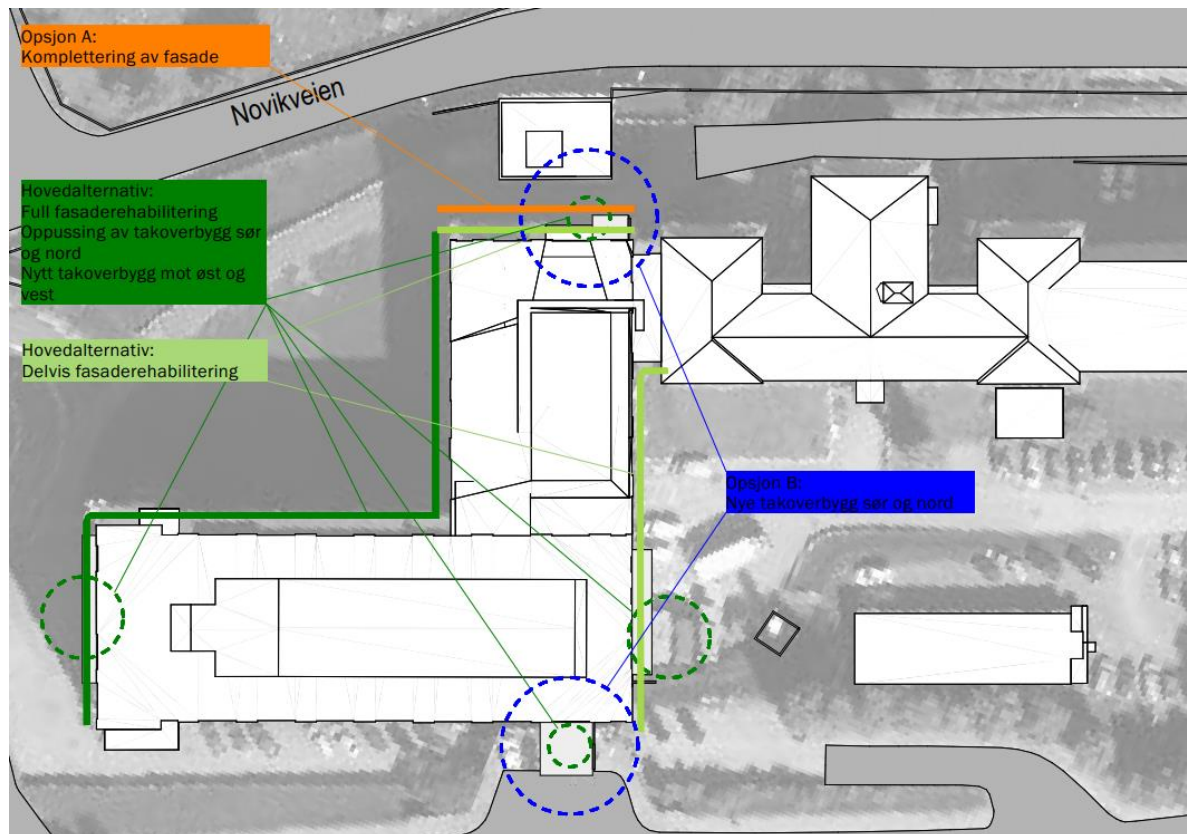 Opsjon A:
Komplettering av fasade
Novikveien
Hovedalternativ:
Full fasaderehabilitering
Oppussing av takoverbygg sør
og nord
Nytt takoverbygg mot øst og
vest
Hovedalternativ:
Delvis fasaderehabilitering
Opsjon B:
Nye takoverbygg sør og nord